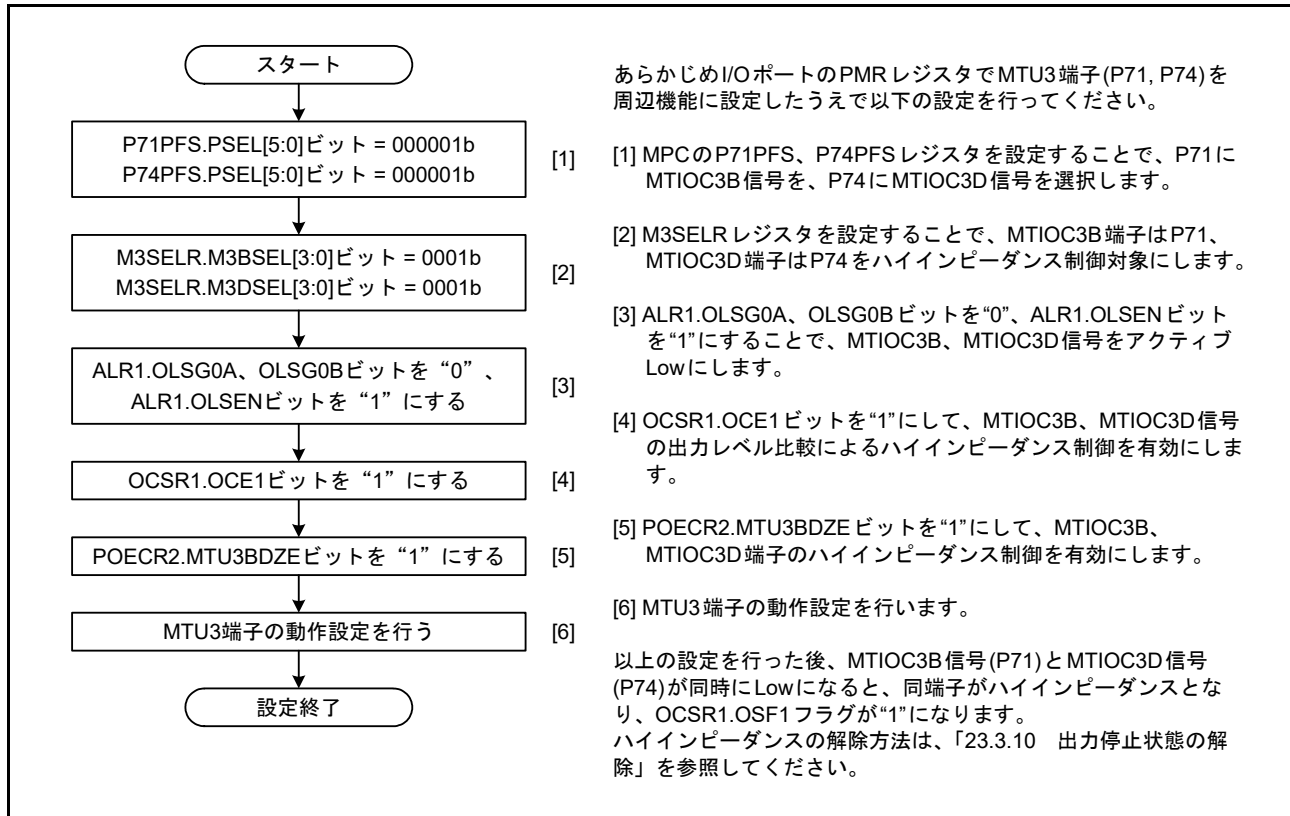 スタート
P71PFS.PSEL[5:0]ビット = 000001b
P74PFS.PSEL[5:0]ビット = 000001b
[1]
M3SELR.M3BSEL[3:0]ビット = 0001b
M3SELR.M3DSEL[3:0]ビット = 0001b
[2]
ALR1.OLSG0A、OLSG0Bビットを“0”、
ALR1.OLSENビットを“1”にする
[3]
OCSR1.OCE1ビットを“1”にする
[4]
POECR2.MTU3BDZEビットを“1”にする
[5]
MTU3端子の動作設定を行う
[6]
設定終了
あらかじめI/OポートのPMRレジスタでMTU3端子(P71, P74)を
周辺機能に設定したうえで以下の設定を行ってください。
[1] MPCのP71PFS、P74PFSレジスタを設定することで、P71に
MTIOC3B信号を、P74にMTIOC3D信号を選択します。
[2] M3SELRレジスタを設定することで、MTIOC3B端子はP71、
MTIOC3D端子はP74をハイインピーダンス制御対象にします。
[3] ALR1.OLSG0A、OLSG0Bビットを“0”、ALR1.OLSENビット
を“1”にすることで、MTIOC3B、MTIOC3D信号をアクティブ
Lowにします。
[4] OCSR1.OCE1ビットを“1”にして、MTIOC3B、MTIOC3D信号
の出力レベル比較によるハイインピーダンス制御を有効にしま
す。
[5] POECR2.MTU3BDZEビットを“1”にして、MTIOC3B、
MTIOC3D端子のハイインピーダンス制御を有効にします。
[6] MTU3端子の動作設定を行います。
以上の設定を行った後、MTIOC3B信号(P71)とMTIOC3D信号
(P74)が同時にLowになると、同端子がハイインピーダンスとな
り、OCSR1.OSF1フラグが“1”になります。
ハイインピーダンスの解除方法は、「23.3.10　出力停止状態の解
除」を参照してください。